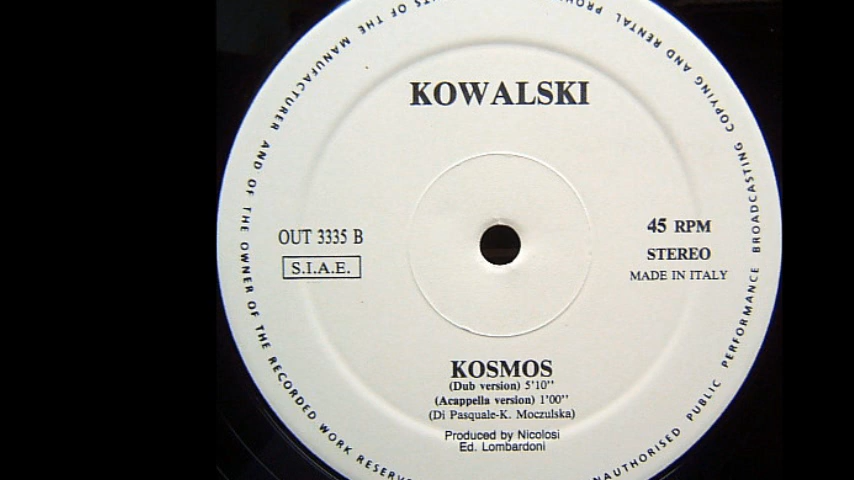 KOWALSKI
OUT 3335 B
S.I.A.E.
45 RPM
STEREO
MADE IN ITALY
KOSMOS
(Dub version) 5'10''
(Acappella version) 1'00''
(Di Pasquale-K. Moczulska)
Produced by Nicolosi
Ed. Lombardoni
OF THE MANUFACTURER AND OF THE OWNER OF THE RECORDED WORK
UNAUTHORISED PUBLIC PERFORMANCE BROADCASTING COPYING AND RENTAL